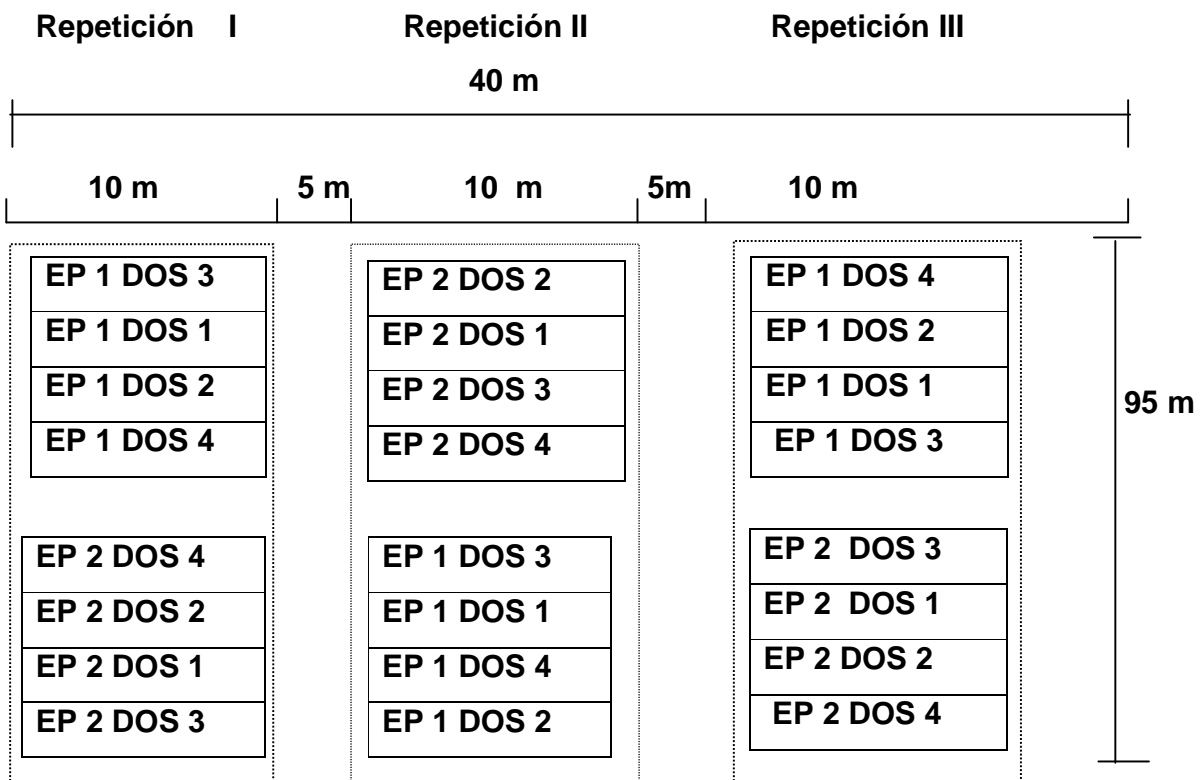 Repetición I Repetición II Repetición III
40 m
10 m 5 m 10 m 5m 10 m
EP 1 DOS 3
EP 1 DOS 1
EP 1 DOS 2
EP 1 DOS 4
EP 2 DOS 4
EP 2 DOS 2
EP 2 DOS 1
EP 2 DOS 3
EP 2 DOS 2
EP 2 DOS 1
EP 2 DOS 3
EP 2 DOS 4
EP 1 DOS 3
EP 1 DOS 1
EP 1 DOS 4
EP 1 DOS 2
EP 1 DOS 4
EP 1 DOS 2
EP 1 DOS 1
EP 1 DOS 3
EP 2 DOS 3
EP 2 DOS 1
EP 2 DOS 2
EP 2 DOS 4
95 m